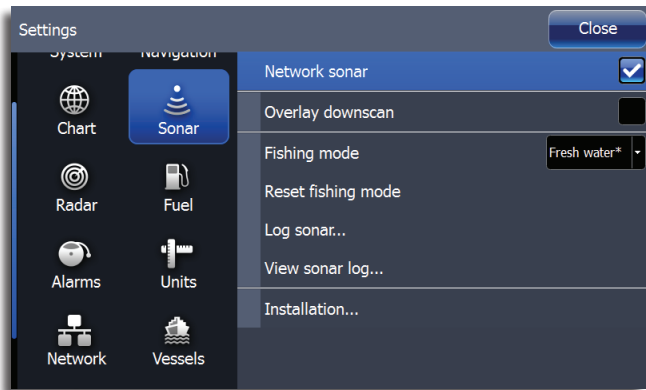 Settings
Close
System Navigation
Chart Sonar
Radar Fuel
Alarms Units
Network Vessels
Network sonar
Overlay downscan
Fishing mode Fresh water*
Reset fishing mode
Log sonar...
View sonar log...
Installation...